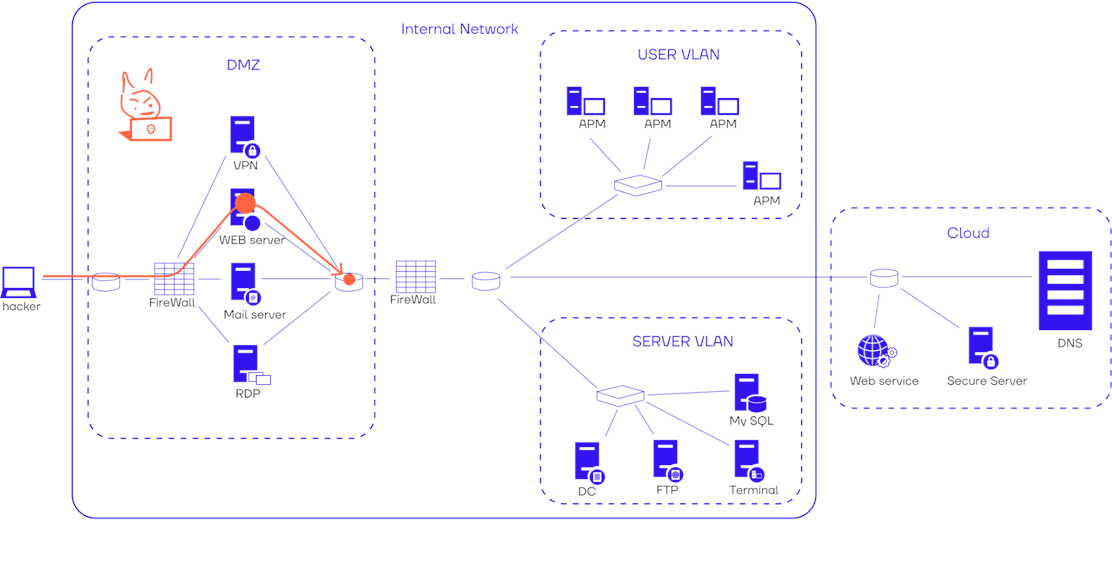 Internal Network
DMZ
USER VLAN
APM
APM
APM
VPN
APM
WEB server
Cloud
hacker
FireWall
FireWall
Mail server
SERVER VLAN
DNS
Web service
Secure Server
RDP
My SQL
DC
FTP
Terminal